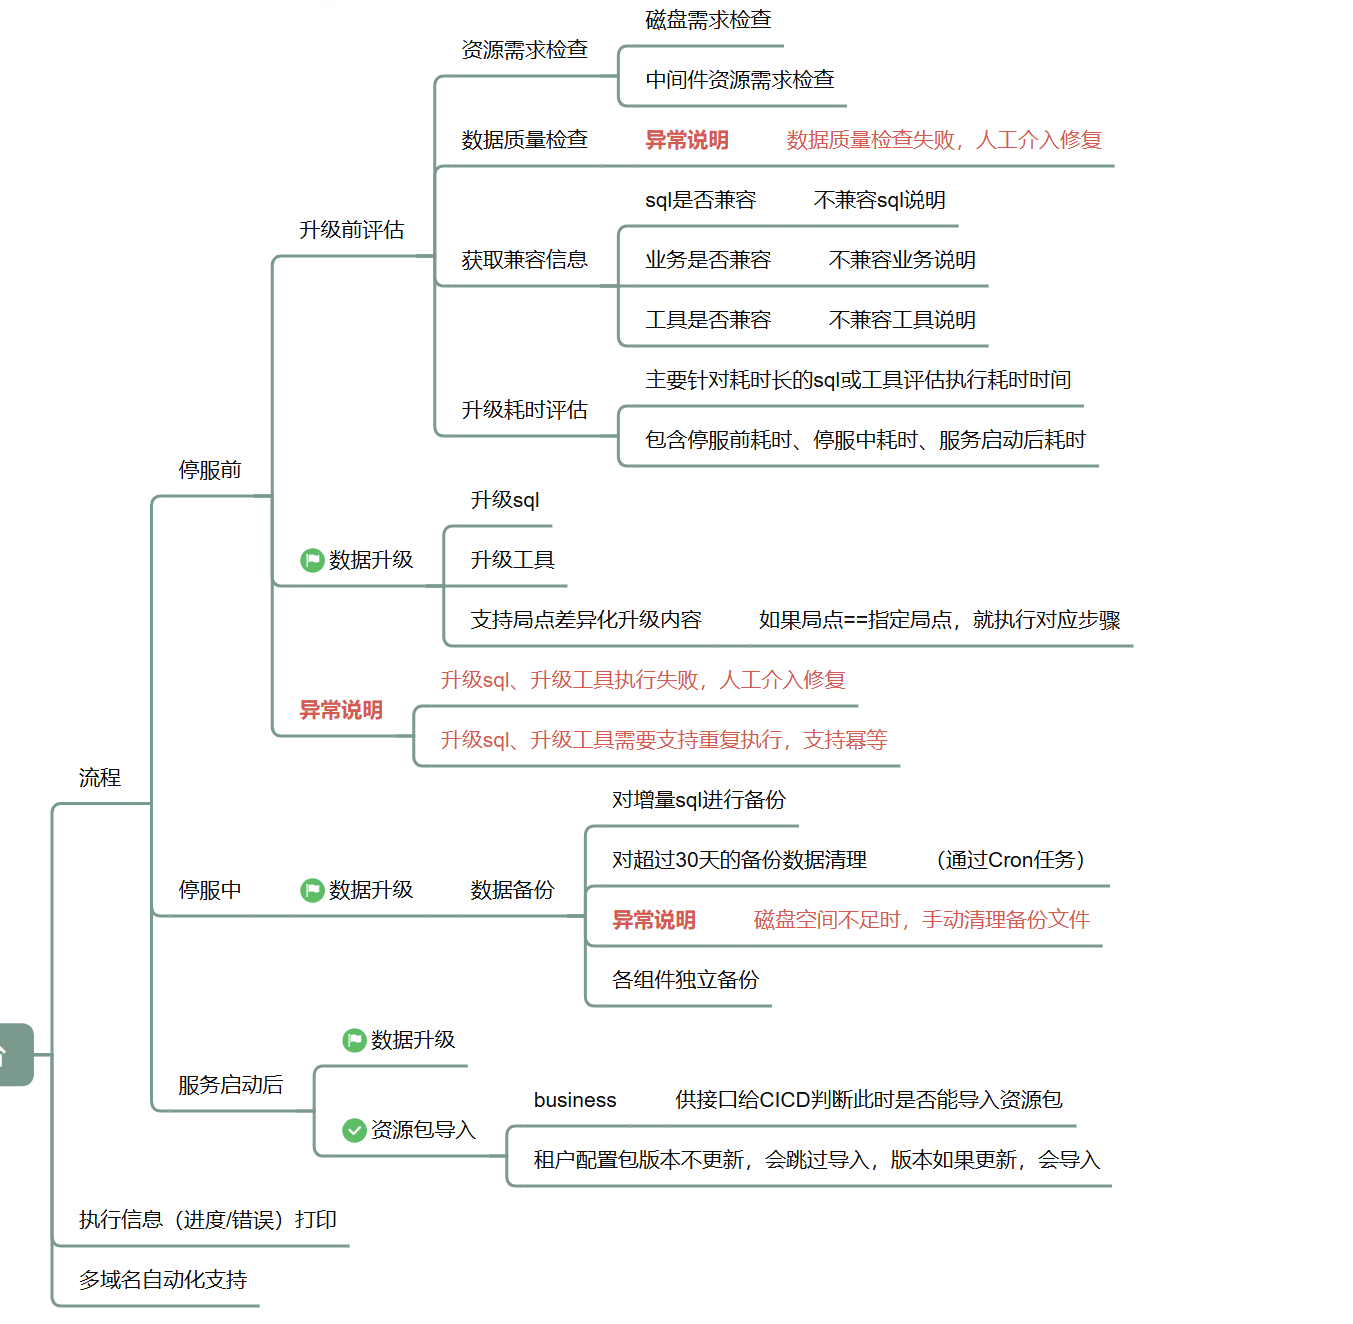 磁盘需求检查
资源需求检查
中间件资源需求检查
数据质量检查 异常说明 数据质量检查失败，人工介入修复
sql是否兼容 不兼容sql说明
升级前评估
获取兼容信息 业务是否兼容 不兼容业务说明
工具是否兼容 不兼容工具说明
主要针对耗时长的sql或工具评估执行耗时时间
升级耗时评估
包含停服前耗时、停服中耗时、服务启动后耗时
停服前
升级sql
数据升级 升级工具
支持局点差异化升级内容 如果局点==指定局点，就执行对应步骤
升级sql、升级工具执行失败，人工介入修复
异常说明
升级sql、升级工具需要支持重复执行，支持幂等
流程
对增量sql进行备份
对超过30天的备份数据清理 （通过Cron任务）
停服中 数据升级 数据备份
异常说明 磁盘空间不足时，手动清理备份文件
各组件独立备份
数据升级
服务启动后
business 供接口给CICD判断此时是否能导入资源包
资源包导入
租户配置包版本不更新，会跳过导入，版本如果更新，会导入
执行信息（进度/错误）打印
多域名自动化支持